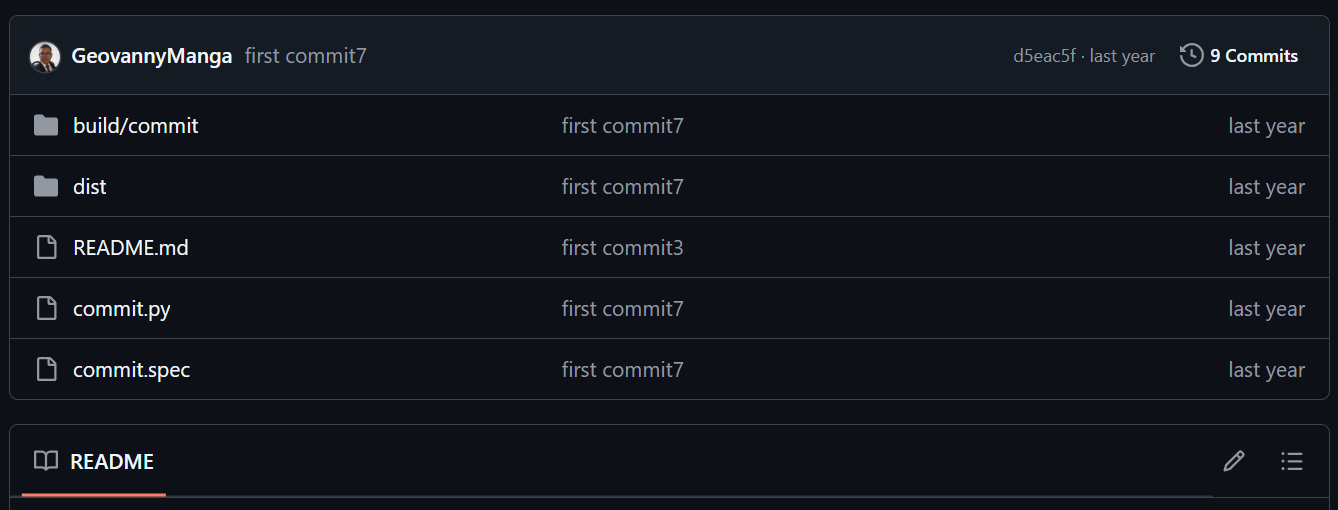 GeovannyManga first commit7 d5eac5f · last year 9 Commits
build/commit first commit7 last year
dist first commit7 last year
README.md first commit3 last year
commit.py first commit7 last year
commit.spec first commit7 last year
README